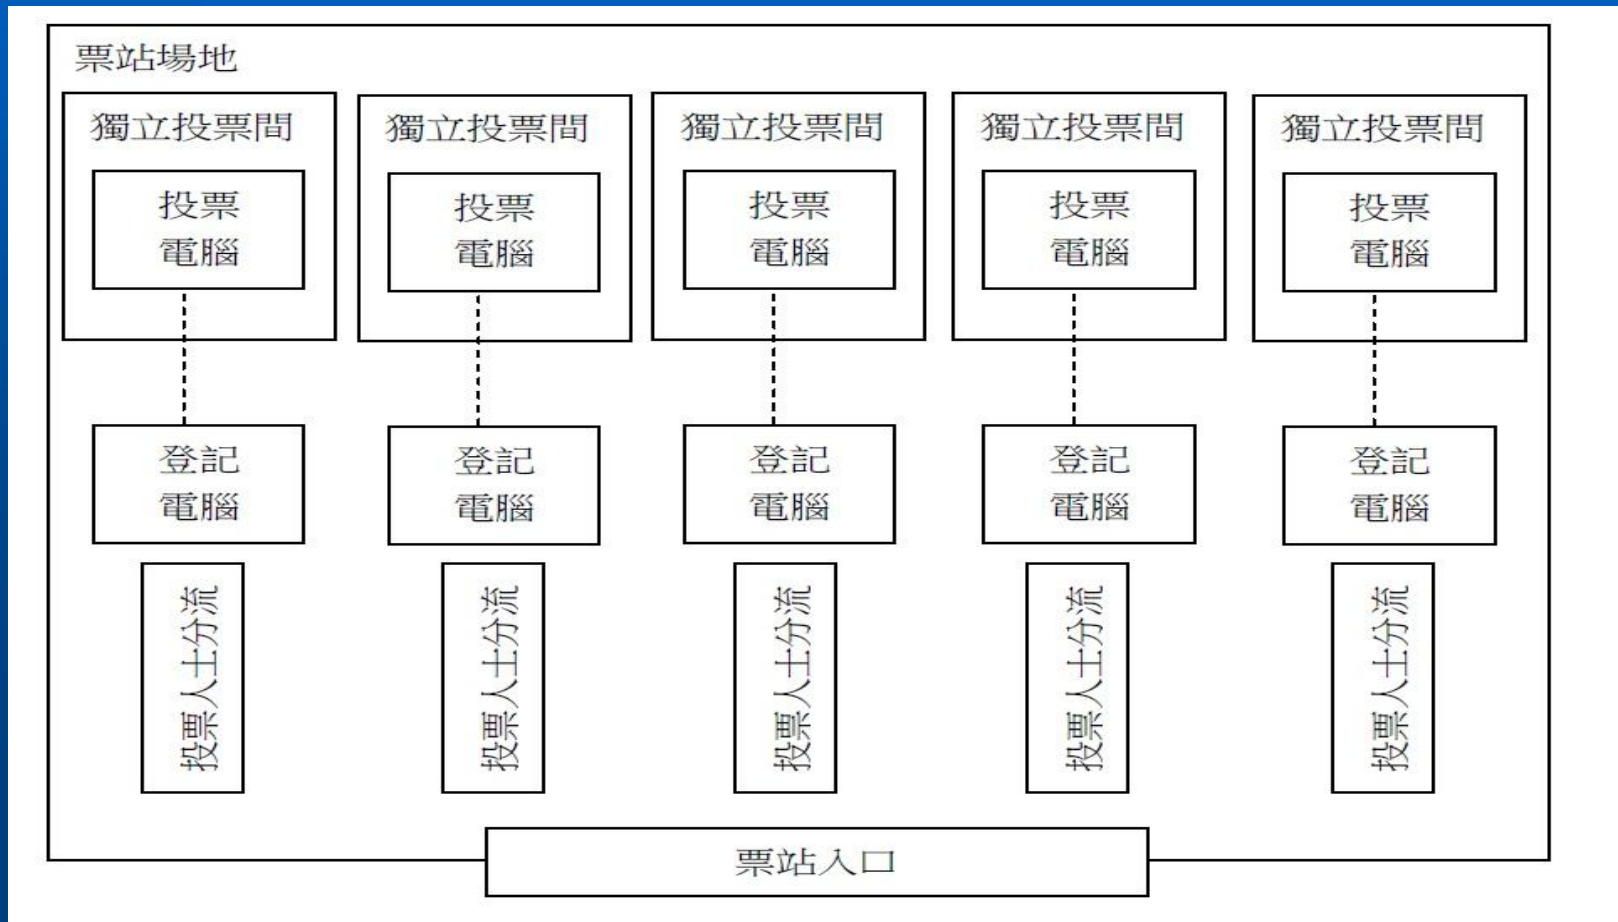 票站場地
獨立投票間
獨立投票間
獨立投票間
獨立投票間
獨立投票間
投票
電腦
投票
電腦
投票
電腦
投票
電腦
投票
電腦
登記
電腦
登記
電腦
登記
電腦
登記
電腦
登記
電腦
投票人士分流
投票人士分流
投票人士分流
投票人士分流
投票人士分流
票站入口